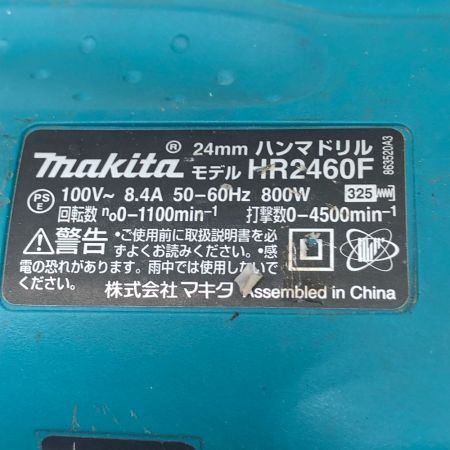 24mm ハンマドリル
makita® モデル HR2460F
863520A3
PSE 100V~ 8.4A 50-60Hz 800W 325
回転数 n₀0-1100min⁻¹ 打撃数0-4500min⁻¹
警告 •ご使用前に取扱説明書を必
ずよくお読みください。•感
電の恐れがあります。雨中では使用しないで
ください。
株式会社 マキタ Assembled in China